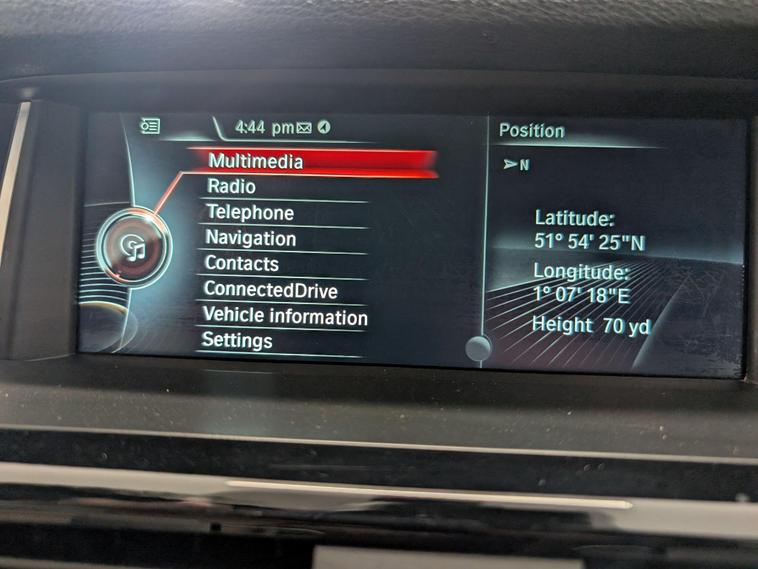 4:44 pm
Multimedia
Radio
Telephone
Navigation
Contacts
ConnectedDrive
Vehicle information
Settings
Position
N
Latitude:
51° 54' 25"N
Longitude:
1° 07' 18"E
Height 70 yd